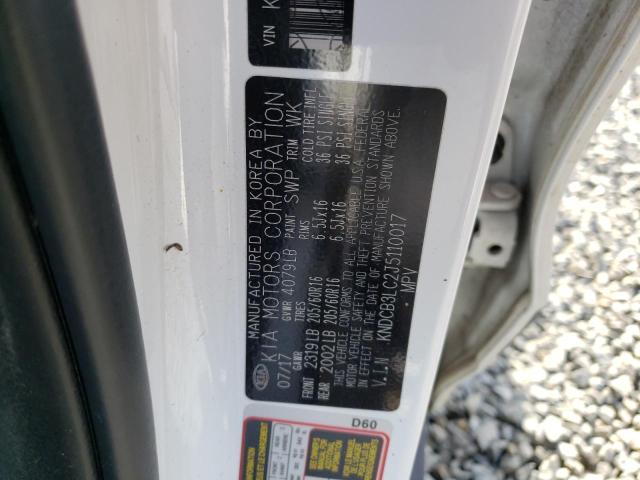 VIN K
MANUFACTURED IN KOREA BY
KIA KIA MOTORS CORPORATION
07/17 GVWR 4079LB PAINT SWP TRIM WK
GAWR TIRES RIMS COLD TIRE INFL
FRONT 2319LB 205/60R16 6.5Jx16 36 PSI SINGLE
REAR 2002LB 205/60R16 6.5Jx16 36 PSI SINGLE
THIS VEHICLE CONFORMS TO ALL APPLICABLE U.S.A. FEDERAL
MOTOR VEHICLE SAFETY AND THEFT PREVENTION STANDARDS
IN EFFECT ON THE DATE OF MANUFACTURE SHOWN ABOVE.
V.I.N KNDCB3LC2J5110017
MPV
D60